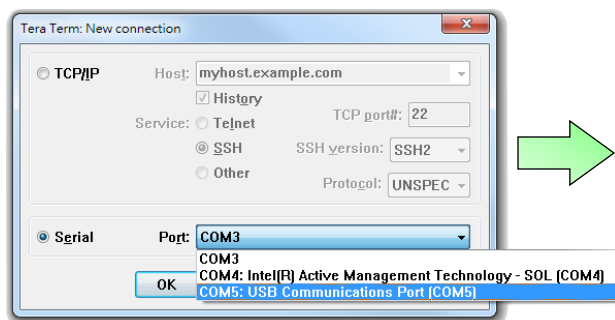 Tera Term: New connection
TCP/IP
Host: myhost.example.com
History
Service: Telnet
TCP port#: 22
SSH
SSH version: SSH2
Other
Protocol: UNSPEC
Serial
Port: COM3
COM3
COM4: Intel(R) Active Management Technology - SOL (COM4)
OK
COM5: USB Communications Port (COM5)